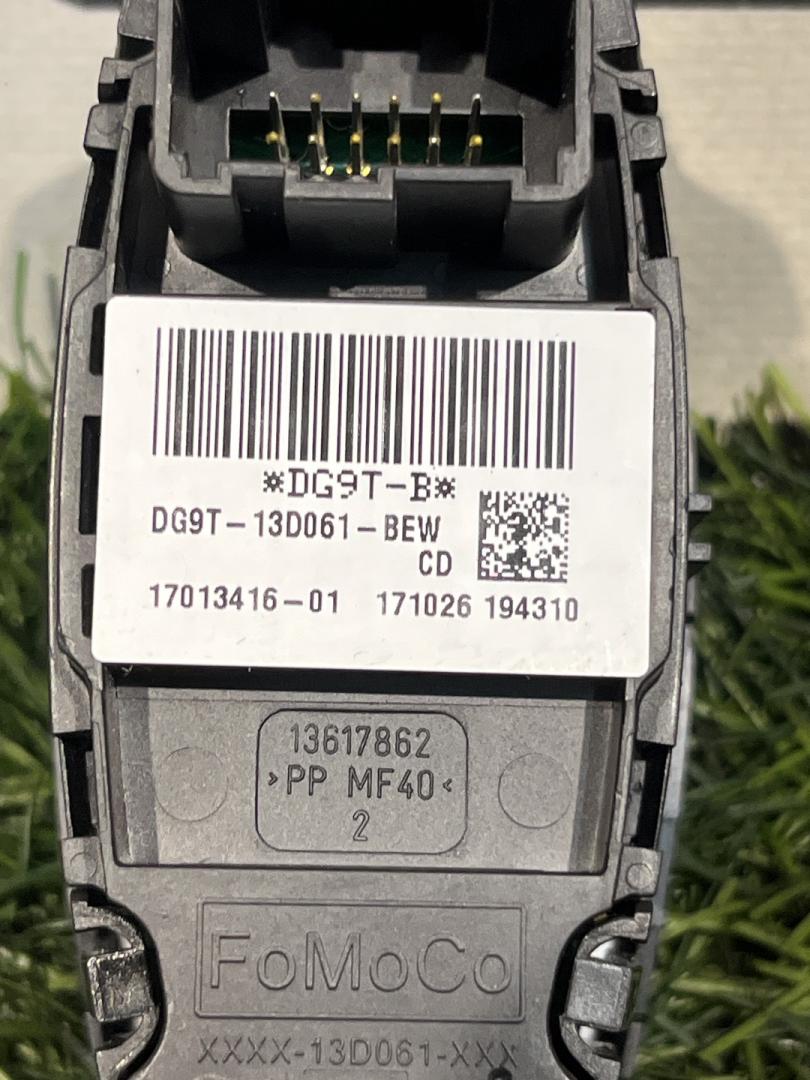 *DG9T-B*
DG9T-13D061-BEW
CD
17013416-01 171026 194310
13617862
>PP MF40<
2
FoMoCo
XXXX-13D061-XXX